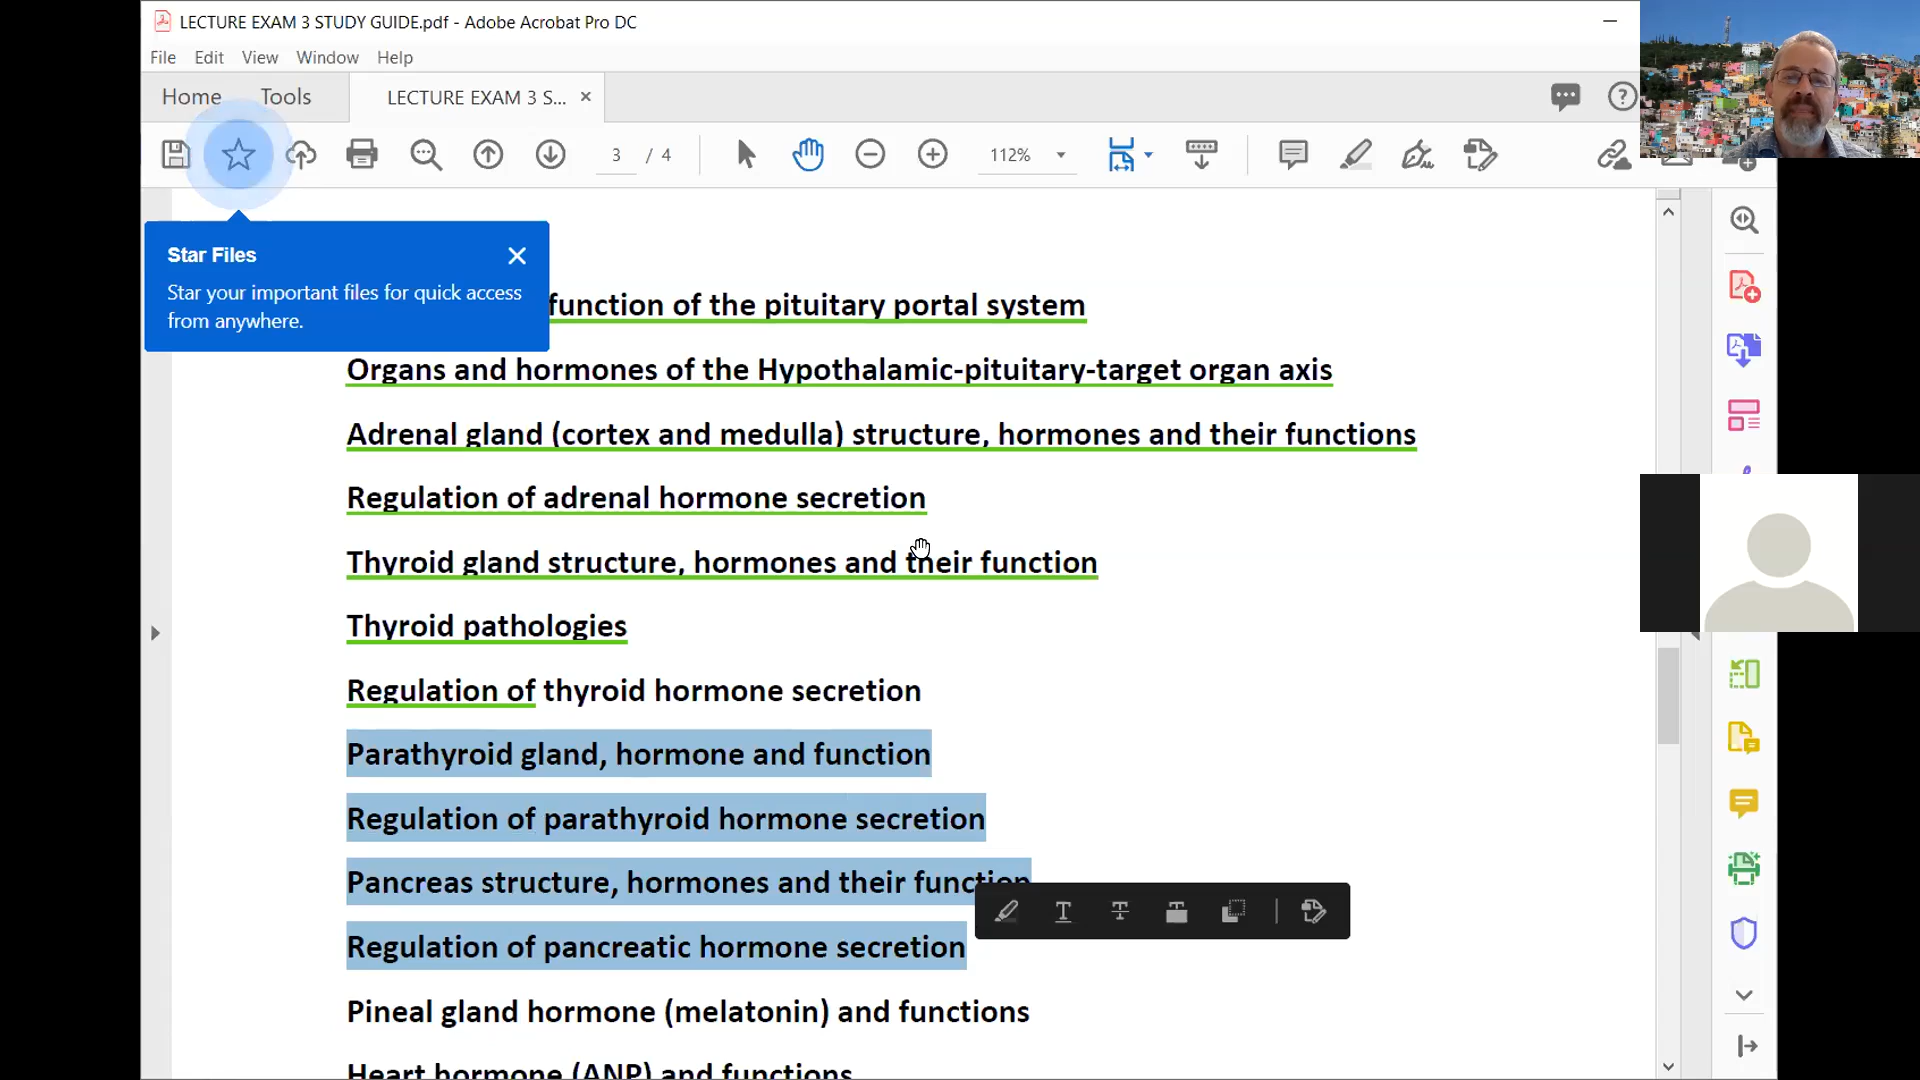 LECTURE EXAM 3 STUDY GUIDE.pdf - Adobe Acrobat Pro DC
File Edit View Window Help
Home Tools LECTURE EXAM 3 S...
3 / 4 112%
Star Files
Star your important files for quick access
from anywhere.
function of the pituitary portal system
Organs and hormones of the Hypothalamic-pituitary-target organ axis
Adrenal gland (cortex and medulla) structure, hormones and their functions
Regulation of adrenal hormone secretion
Thyroid gland structure, hormones and their function
Thyroid pathologies
Regulation of thyroid hormone secretion
Parathyroid gland, hormone and function
Regulation of parathyroid hormone secretion
Pancreas structure, hormones and their function
Regulation of pancreatic hormone secretion
Pineal gland hormone (melatonin) and functions
Heart hormone (ANP) and functions